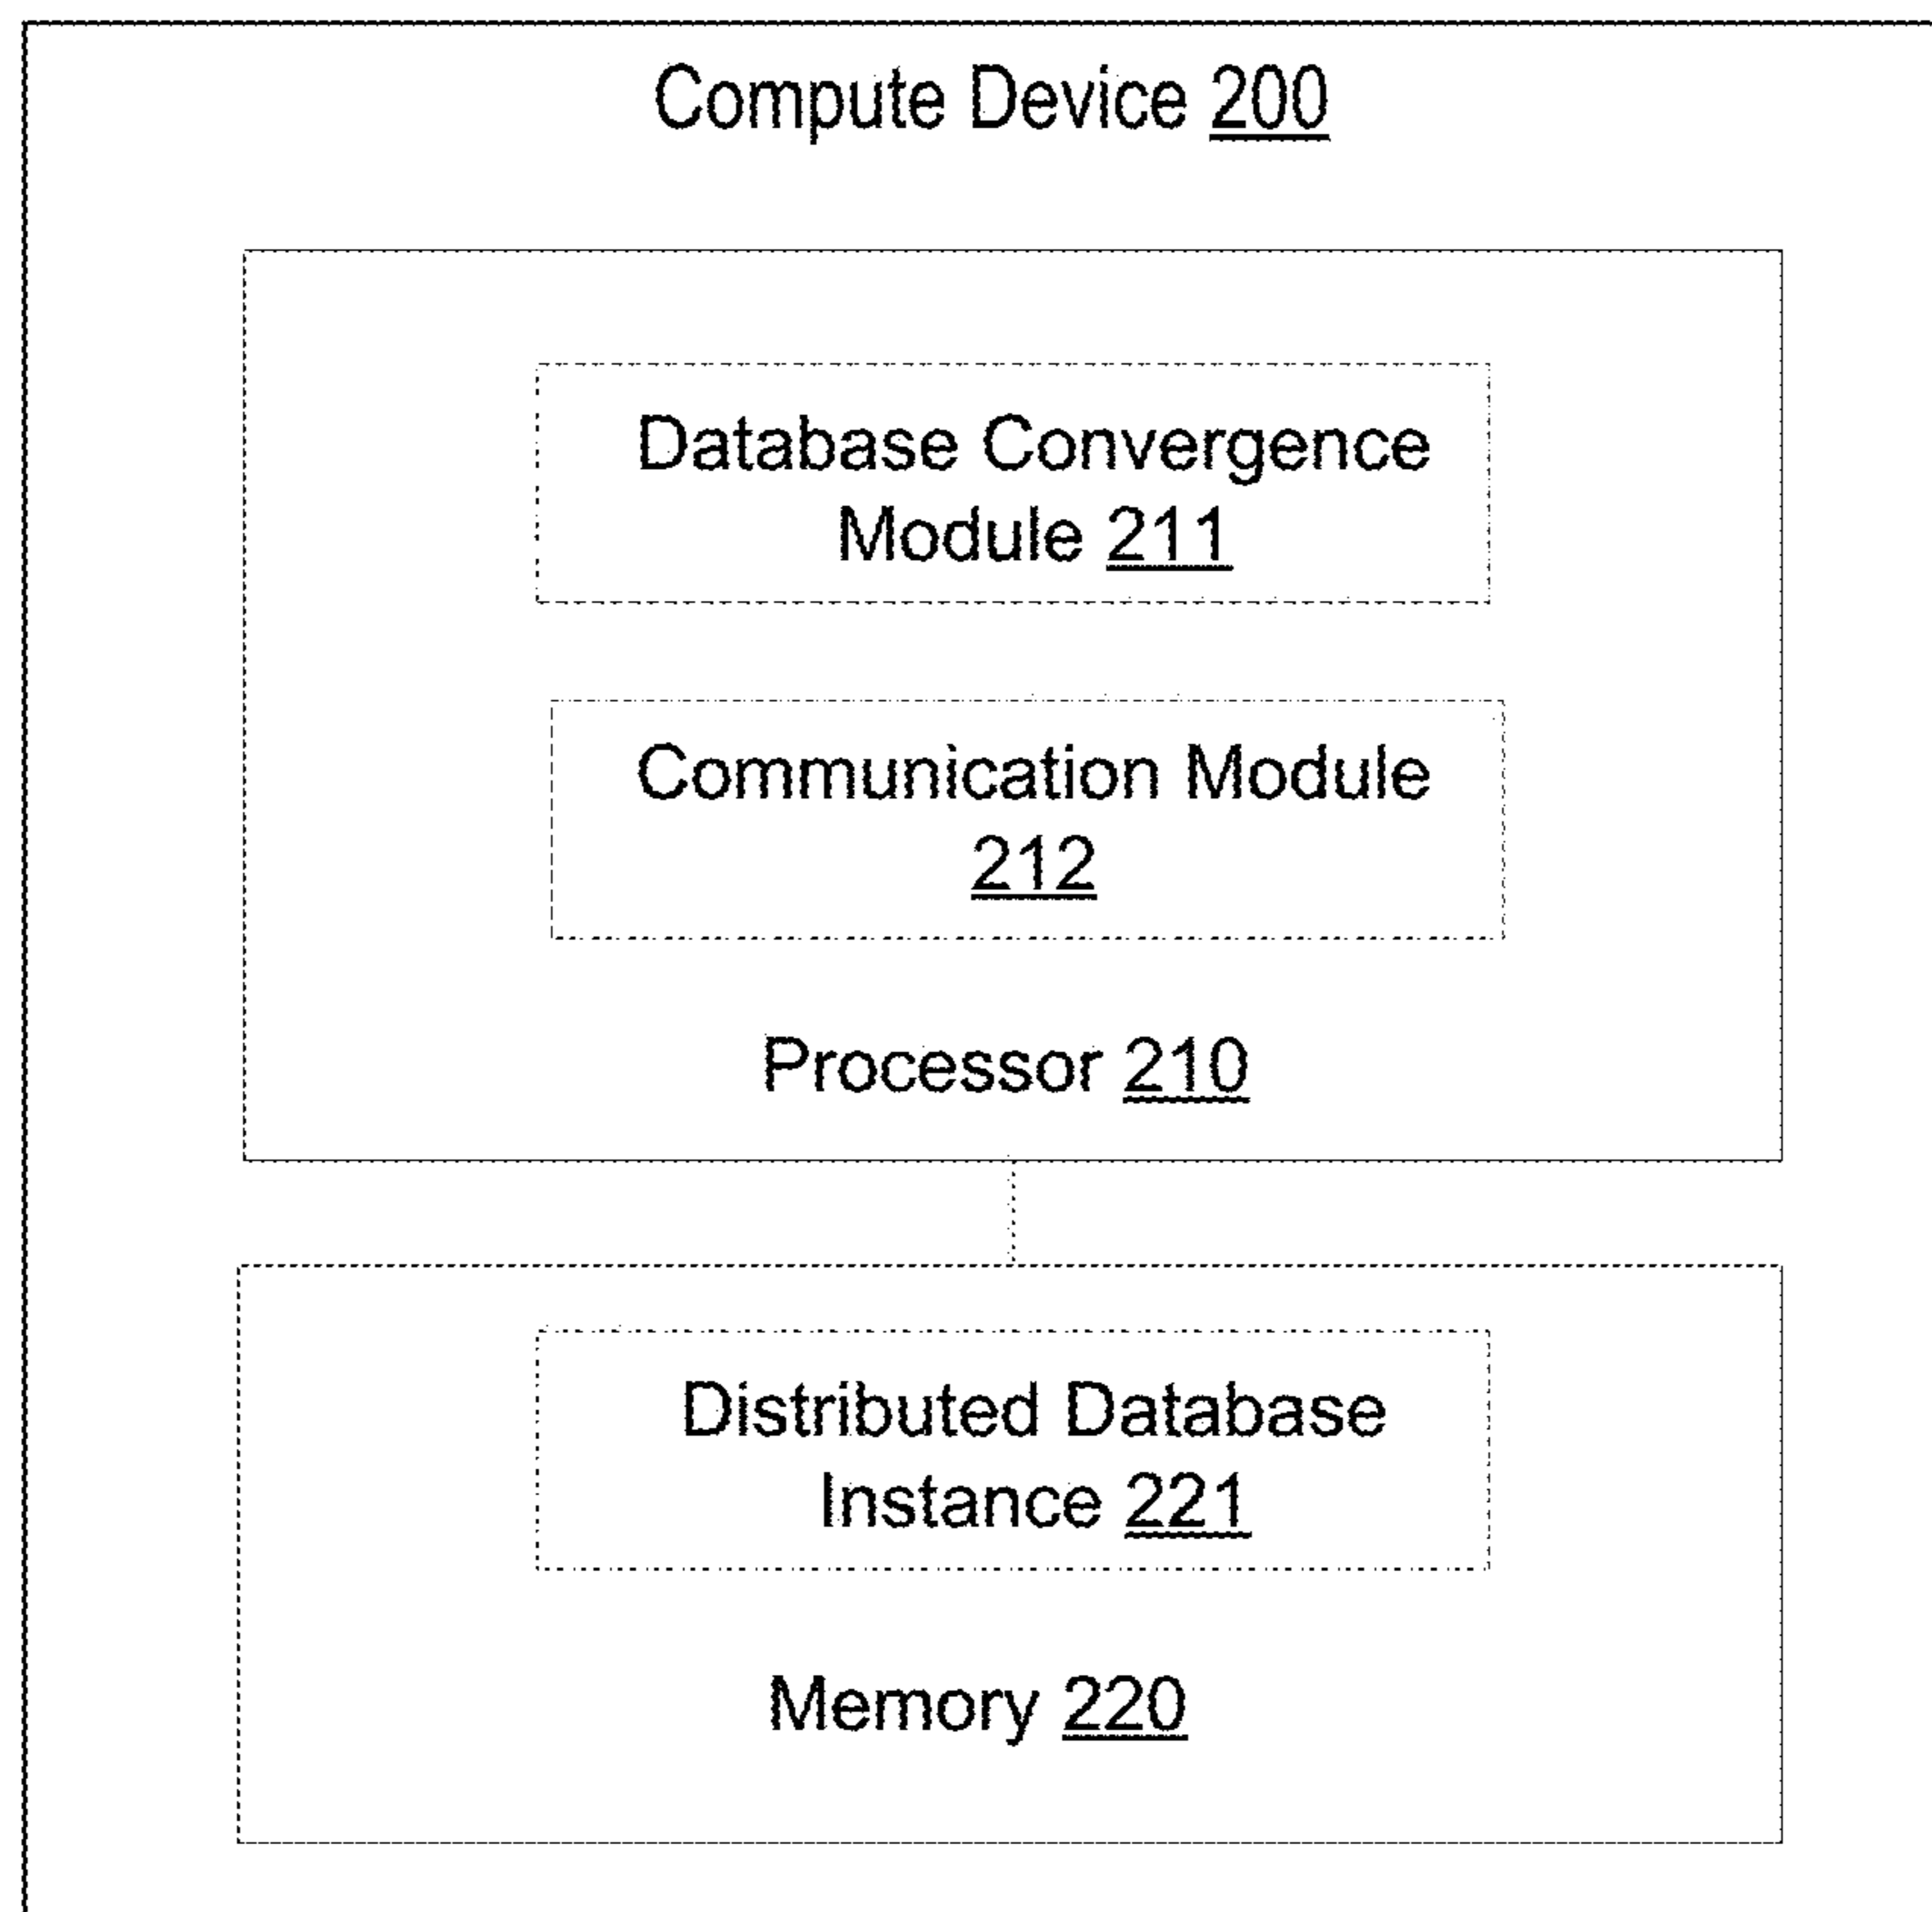 Compute Device 200
Database Convergence
Module 211
Communication Module
212
Processor 210
Distributed Database
Instance 221
Memory 220